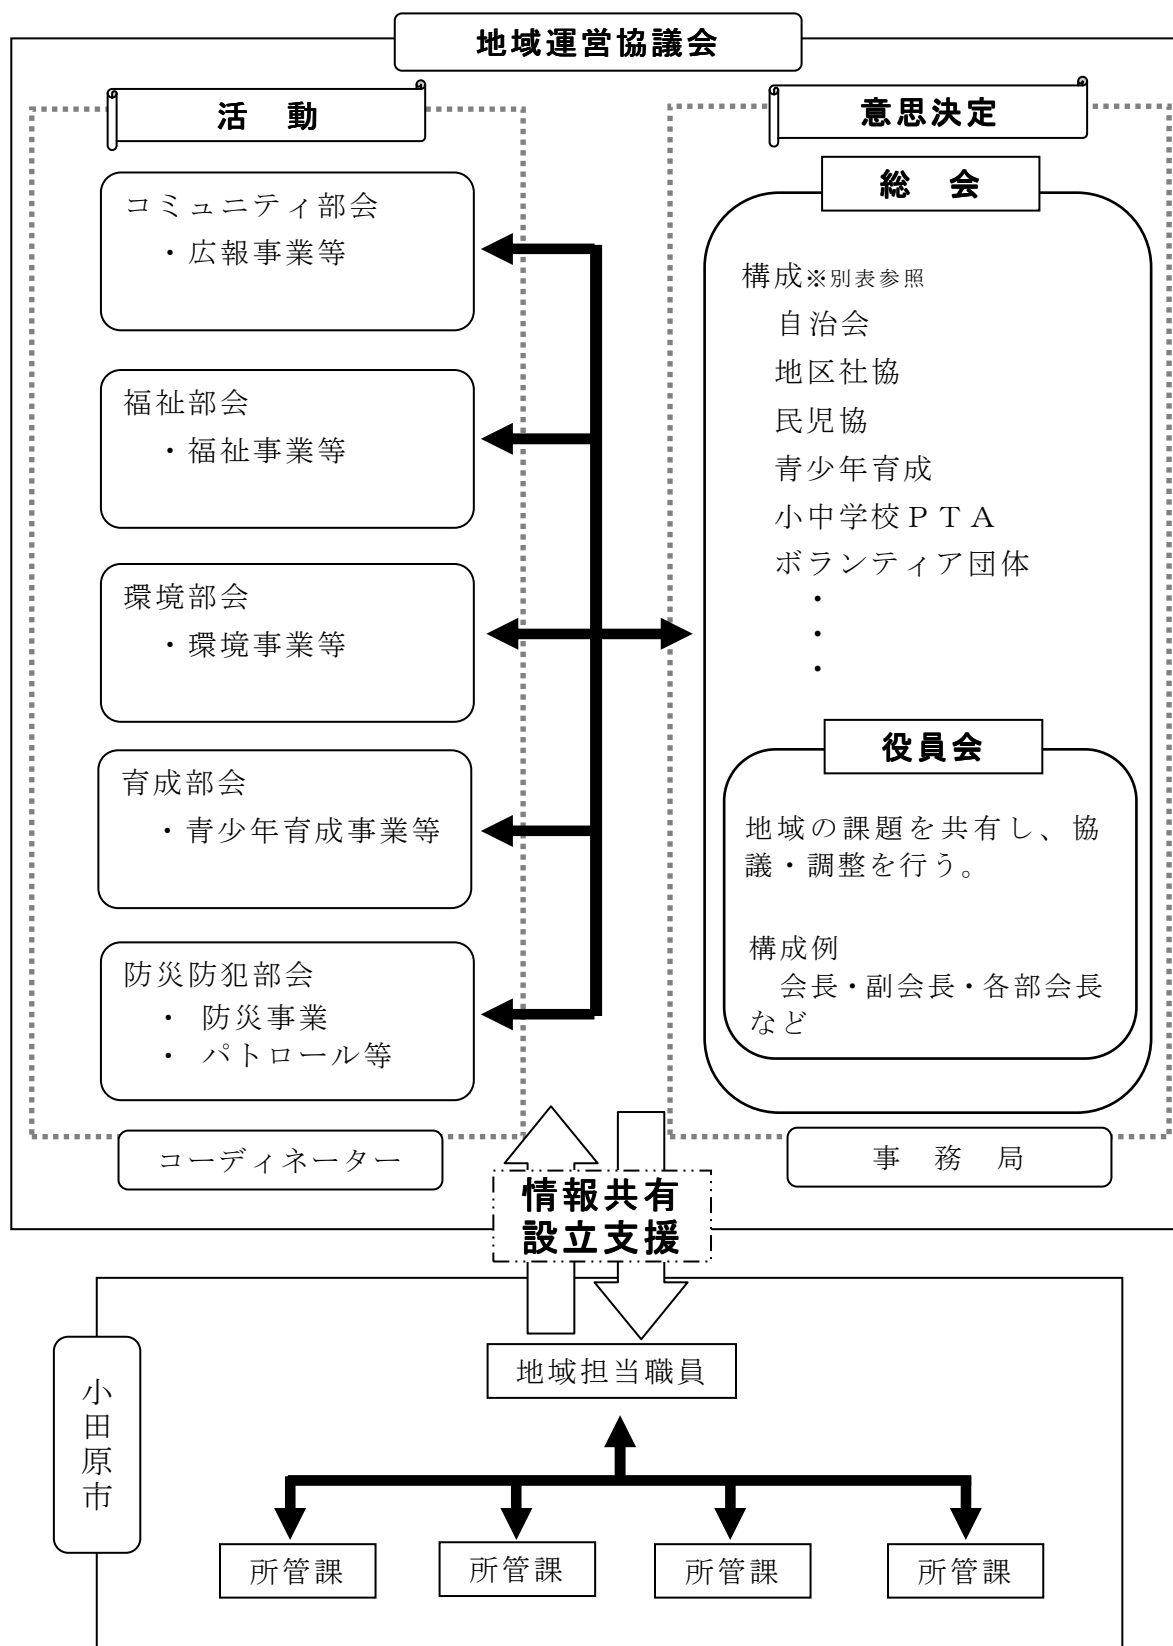 地域運営協議会
活　動
コミュニティ部会
・広報事業等
福祉部会
・福祉事業等
環境部会
・環境事業等
育成部会
・青少年育成事業等
防災防犯部会
・ 防災事業
・ パトロール等
コーディネーター
意思決定
総　会
構成※別表参照
自治会
地区社協
民児協
青少年育成
小中学校ＰＴＡ
ボランティア団体
・
・
・
役員会
地域の課題を共有し、協
議・調整を行う。
構成例
会長・副会長・各部会長
など
事　務　局
情報共有
設立支援
小田原市
地域担当職員
所管課
所管課
所管課
所管課